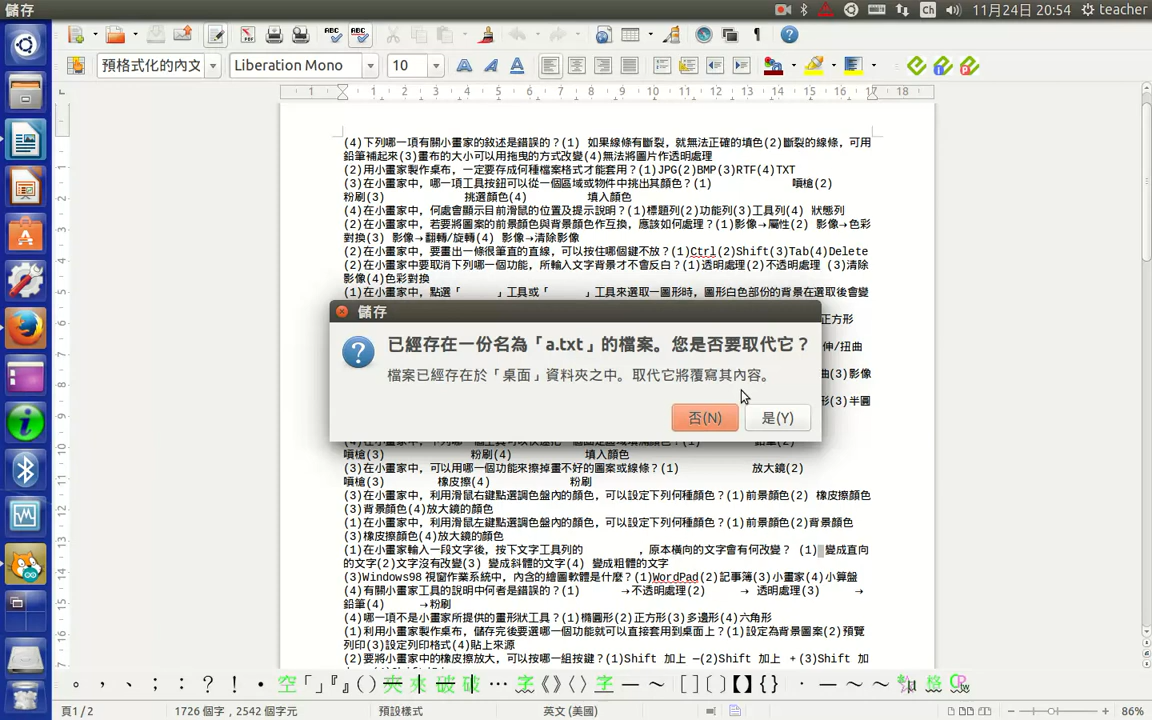 儲存
Ch
11月24日 20:54 teacher
預格式化的內文 Liberation Mono 10
1 1 2 3 4 5 6 7 8 9 10 11 12 13 14 15 16 17 18
(4)下列哪一項有關小畫家的敘述是錯誤的？(1) 如果線條有斷裂，就無法正確的填色(2)斷裂的線條，可用
鉛筆補起來(3)畫布的大小可以用拖曳的方式改變(4)無法將圖片作透明處理
(2)用小畫家製作桌布，一定要存成何種檔案格式才能套用？(1)JPG(2)BMP(3)RTF(4)TXT
(3)在小畫家中，哪一項工具按鈕可以從一個區域或物件中挑出其顏色？(1) 噴槍(2)
粉刷(3) 挑選顏色(4) 填入顏色
(4)在小畫家中，何處會顯示目前滑鼠的位置及提示說明？(1)標題列(2)功能列(3)工具列(4) 狀態列
(2)在小畫家中，若要將圖案的前景顏色與背景顏色作互換，應該如何處理？(1)影像→屬性(2) 影像→色彩
對換(3) 影像→翻轉/旋轉(4) 影像→清除影像
(2)在小畫家中，要畫出一條很筆直的直線，可以按住哪個鍵不放？(1)Ctrl(2)Shift(3)Tab(4)Delete
(2)在小畫家中要取消下列哪一個功能，所輸入文字背景才不會反白？(1)透明處理(2)不透明處理 (3)清除
影像(4)色彩對換
(1)在小畫家中，點選「 」工具或「 」工具來選取一圖形時，圖形白色部份的背景在選取後會變
正方形
儲存
已經存在一份名為「a.txt」的檔案。您是否要取代它？
伸/扭曲
檔案已經存在於「桌面」資料夾之中。取代它將覆寫其內容。
曲(3)影像
形(3)半圓
否(N) 是(Y)
噴槍(3) 粉刷(4) 填入顏色
(3)在小畫家中，可以用哪一個功能來擦掉畫不好的圖案或線條？(1) 放大鏡(2)
噴槍(3) 橡皮擦(4) 粉刷
(3)在小畫家中，利用滑鼠右鍵點選調色盤內的顏色，可以設定下列何種顏色？(1)前景顏色(2) 橡皮擦顏色
(3)背景顏色(4)放大鏡的顏色
(1)在小畫家中，利用滑鼠左鍵點選調色盤內的顏色，可以設定下列何種顏色？(1)前景顏色(2)背景顏色
(3)橡皮擦顏色(4)放大鏡的顏色
(1)在小畫家輸入一段文字後，按下文字工具列的 ，原本橫向的文字會有何改變？ (1) 變成直向
的文字(2)文字沒有改變(3) 變成斜體的文字(4) 變成粗體的文字
(3)Windows98視窗作業系統中，內含的繪圖軟體是什麼？(1)WordPad(2)記事簿(3)小畫家(4)小算盤
(4)有關小畫家工具的說明中何者是錯誤的？(1) →不透明處理(2) → 透明處理(3) →
鉛筆(4) →粉刷
(4)哪一項不是小畫家所提供的畫形狀工具？(1)橢圓形(2)正方形(3)多邊形(4)六角形
(1)利用小畫家製作桌布，儲存完後要選哪一個功能就可以直接套用到桌面上？(1)設定為背景圖案(2)預覽
列印(3)設定列印格式(4)貼上來源
(2)要將小畫家中的橡皮擦放大，可以按哪一組按鍵？(1)Shift 加上 —(2)Shift 加上 +(3)Shift 加
。，、；：？！•空「」『』()夾夾破破…字《》〈〉字—～[]〔〕【】{}·—～～ 格
頁1/2 1726 個字，2542 個字元 預設樣式 英文 (美國) 86%